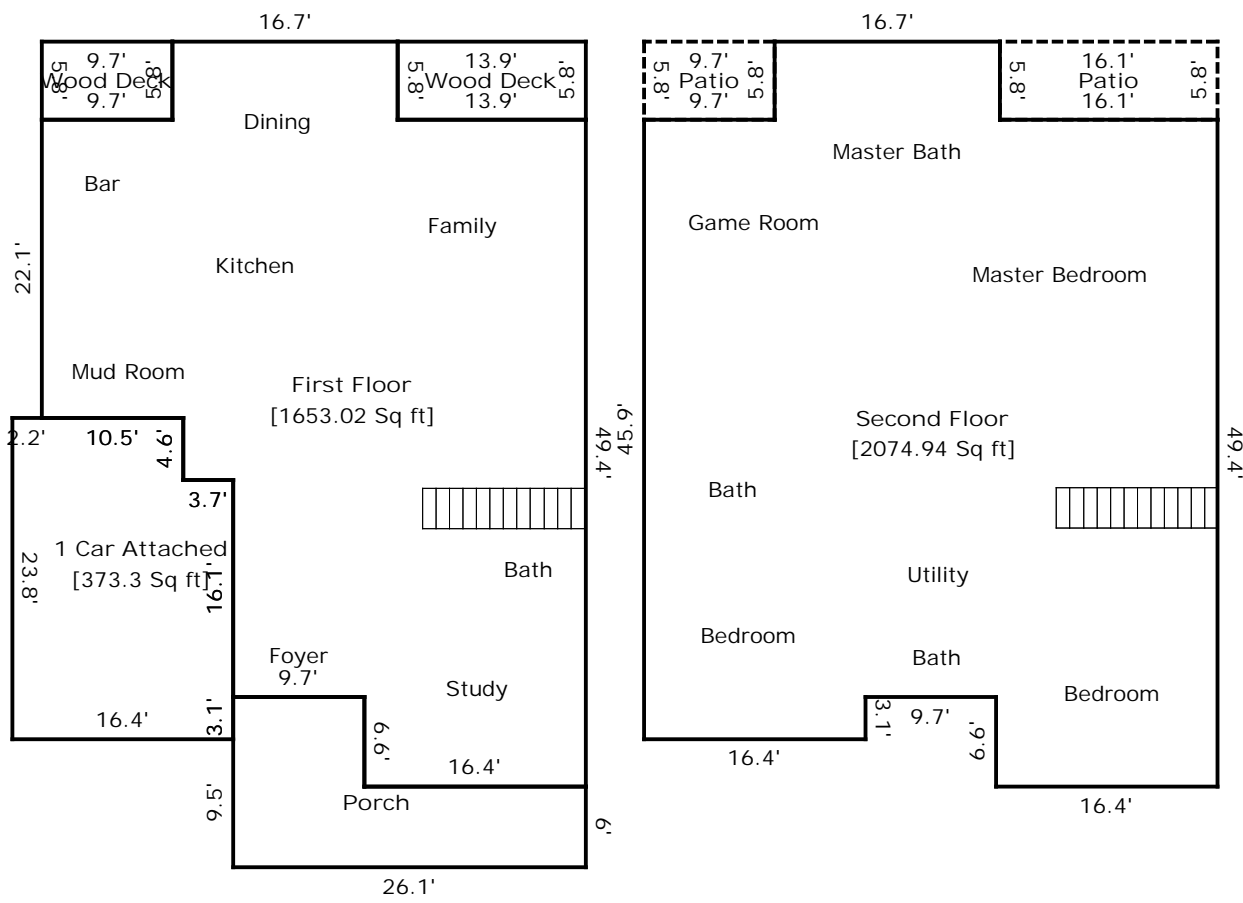 16.7'
9.7'
5.8'
Wood Deck
5.8'
9.7'
13.9'
5.8'
Wood Deck
5.8'
13.9'
Dining
Bar
Family
22.1'
Kitchen
Mud Room
First Floor
[1653.02 Sq ft]
2.2'
10.5'
4.6'
49.4'
3.7'
1 Car Attached
[373.3 Sq ft]
23.8'
16.1'
Bath
Foyer
9.7'
Study
16.4'
3.1'
6.6'
16.4'
9.5'
Porch
6'
26.1'
16.7'
9.7'
5.8'
Patio
5.8'
9.7'
16.1'
5.8'
Patio
5.8'
16.1'
Master Bath
Game Room
Master Bedroom
45.9'
Second Floor
[2074.94 Sq ft]
49.4'
Bath
Utility
Bedroom
Bath
Bedroom
3.1'
9.7'
6.6'
16.4'
16.4'